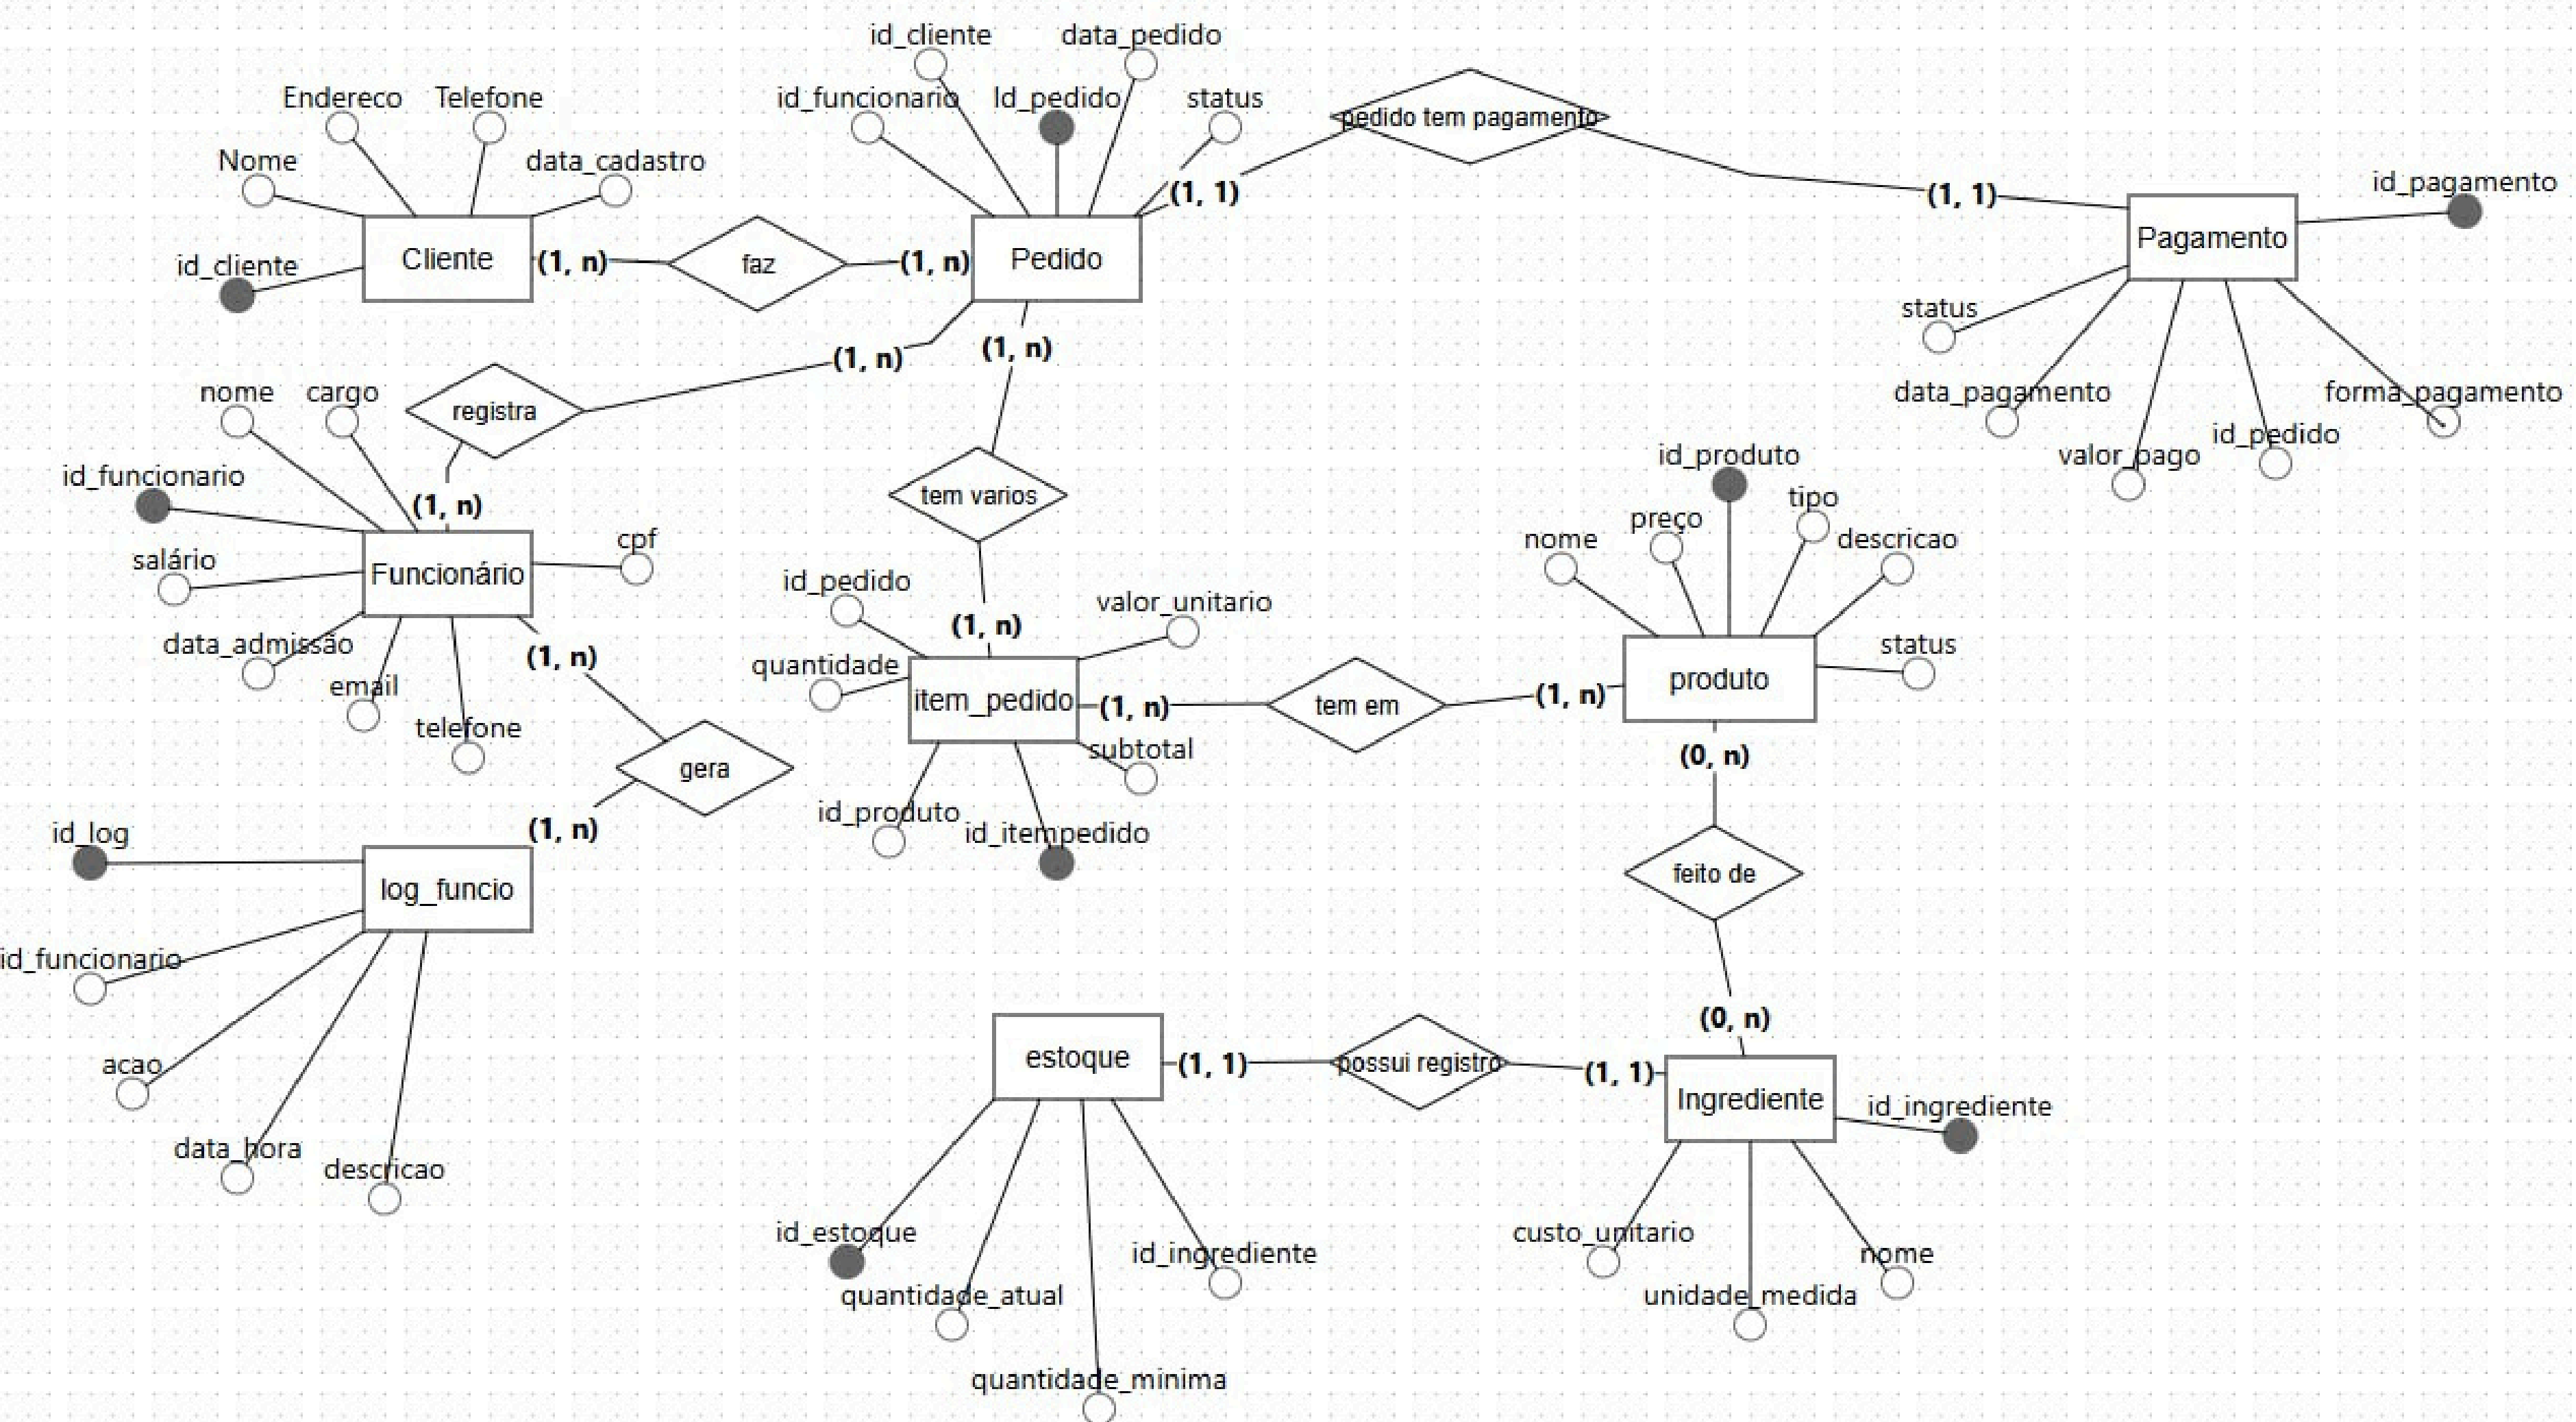 id_cliente
data_pedido
Endereco
Telefone
id_funcionario
Id_pedido
status
pedido tem pagamento
Nome
data_cadastro
(1, 1)
(1, 1)
id_pagamento
id_cliente
Cliente
(1, n)
faz
(1, n)
Pedido
Pagamento
status
(1, n)
(1, n)
nome
cargo
registra
data_pagamento
forma_pagamento
id_pedido
valor_pago
id_produto
id_funcionario
(1, n)
tem varios
tipo
preço
nome
descricao
cpf
salário
Funcionário
id_pedido
valor_unitario
(1, n)
data_admissão
(1, n)
quantidade
status
email
item_pedido
(1, n)
tem em
(1, n)
produto
telefone
subtotal
(0, n)
gera
id_produto
id_itempedido
id_log
(1, n)
log_funcio
feito de
id_funcionario
(0, n)
acao
estoque
(1, 1)
possui registro
(1, 1)
Ingrediente
id_ingrediente
data_hora
descricao
id_estoque
id_ingrediente
custo_unitario
nome
quantidade_atual
unidade_medida
quantidade_minima